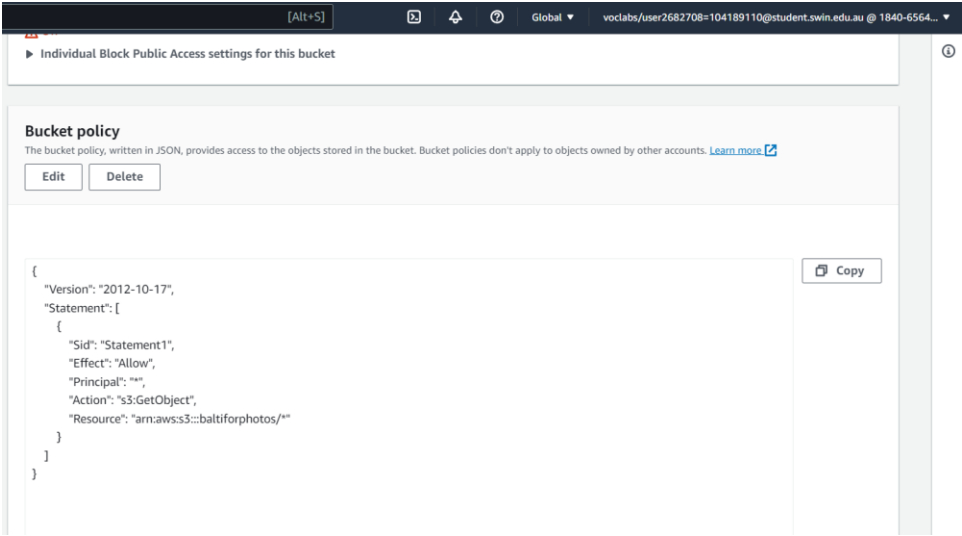 [Alt+S]
Global ▼
voclabs/user2682708=104189110@student.swin.edu.au @ 1840-6564... ▼
Individual Block Public Access settings for this bucket
Bucket policy
The bucket policy, written in JSON, provides access to the objects stored in the bucket. Bucket policies don't apply to objects owned by other accounts. Learn more
Edit
Delete
Copy
{
"Version": "2012-10-17",
"Statement": [
{
"Sid": "Statement1",
"Effect": "Allow",
"Principal": "*",
"Action": "s3:GetObject",
"Resource": "arn:aws:s3:::baltiforphotos/*"
}
]
}